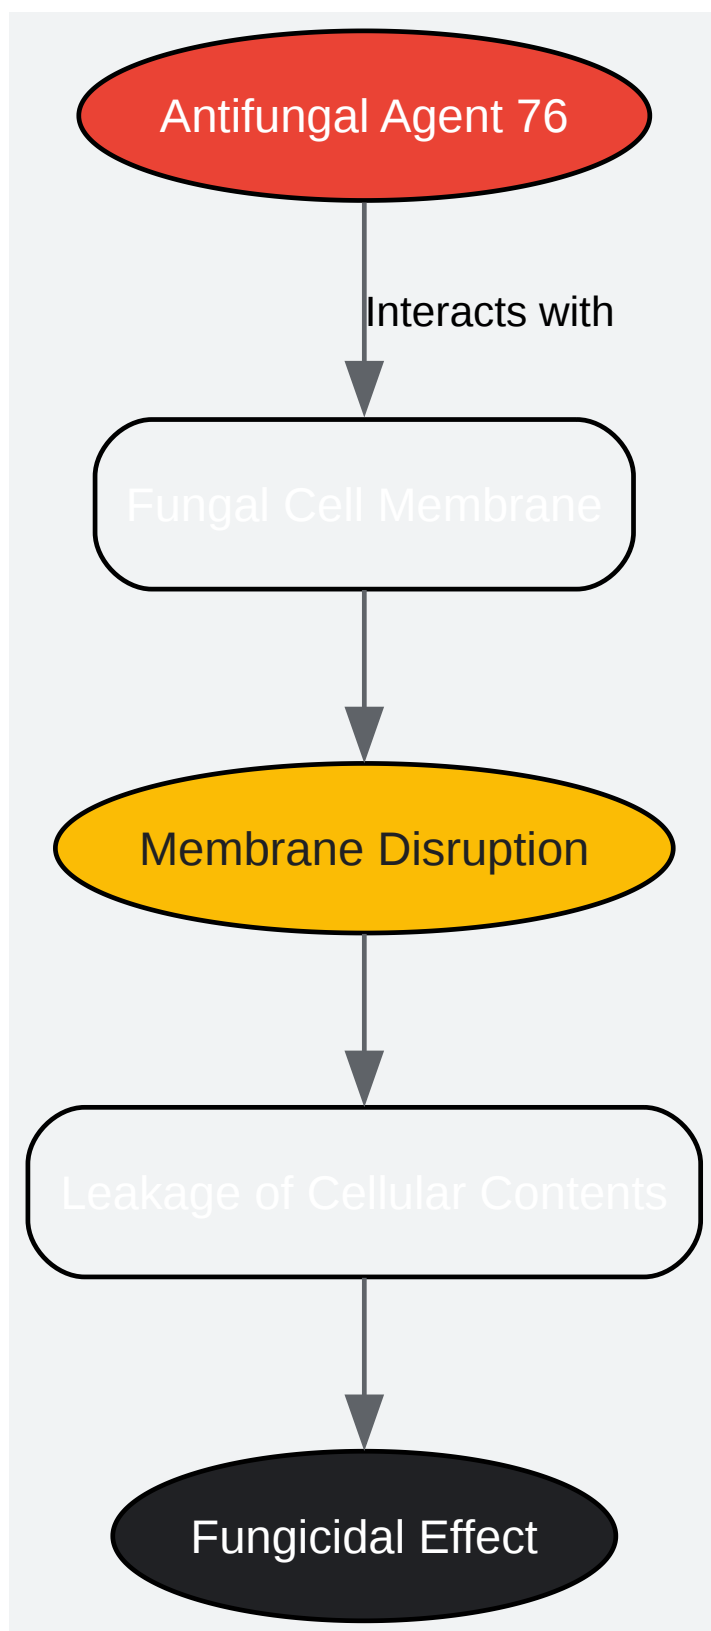 Antifungal Agent 76
Interacts with
Fungal Cell Membrane
Membrane Disruption
Leakage of Cellular Contents
Fungicidal Effect